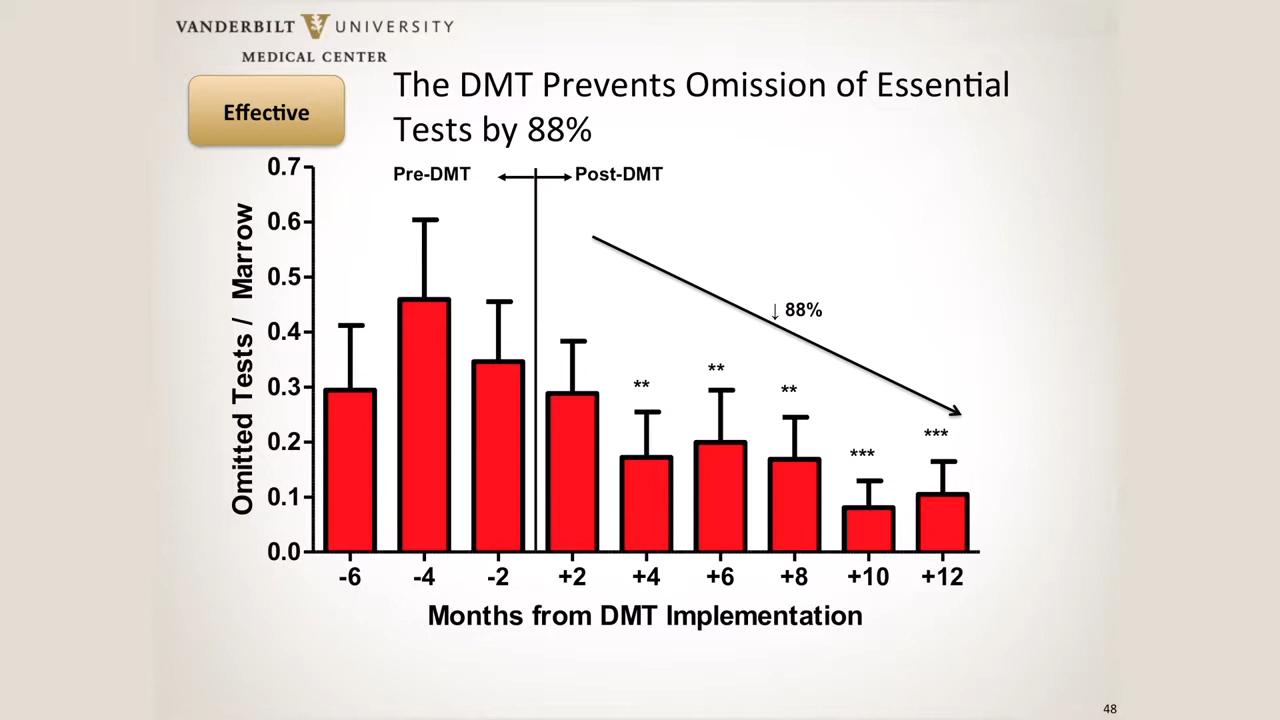 VANDERBILT UNIVERSITY
MEDICAL CENTER
Effective
The DMT Prevents Omission of Essential
Tests by 88%
Pre-DMT
Post-DMT
↓ 88%
Omitted Tests / Marrow
0.7
0.6
0.5
0.4
0.3
0.2
0.1
0.0
**
**
**
***
***
-6 -4 -2 +2 +4 +6 +8 +10 +12
Months from DMT Implementation
48